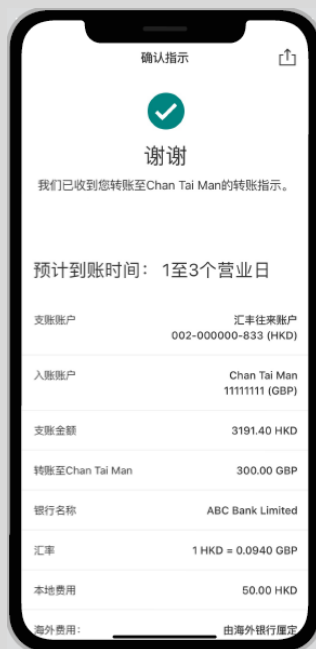 确认指示
谢谢
我们已收到您转账至Chan Tai Man的转账指示。
预计到账时间: 1至3个营业日
支账账户 汇丰往来账户
002-000000-833 (HKD)
入账账户 Chan Tai Man
11111111 (GBP)
支账金额 3191.40 HKD
转账至Chan Tai Man 300.00 GBP
银行名称 ABC Bank Limited
汇率 1 HKD = 0.0940 GBP
本地费用 50.00 HKD
海外费用: 由海外银行厘定